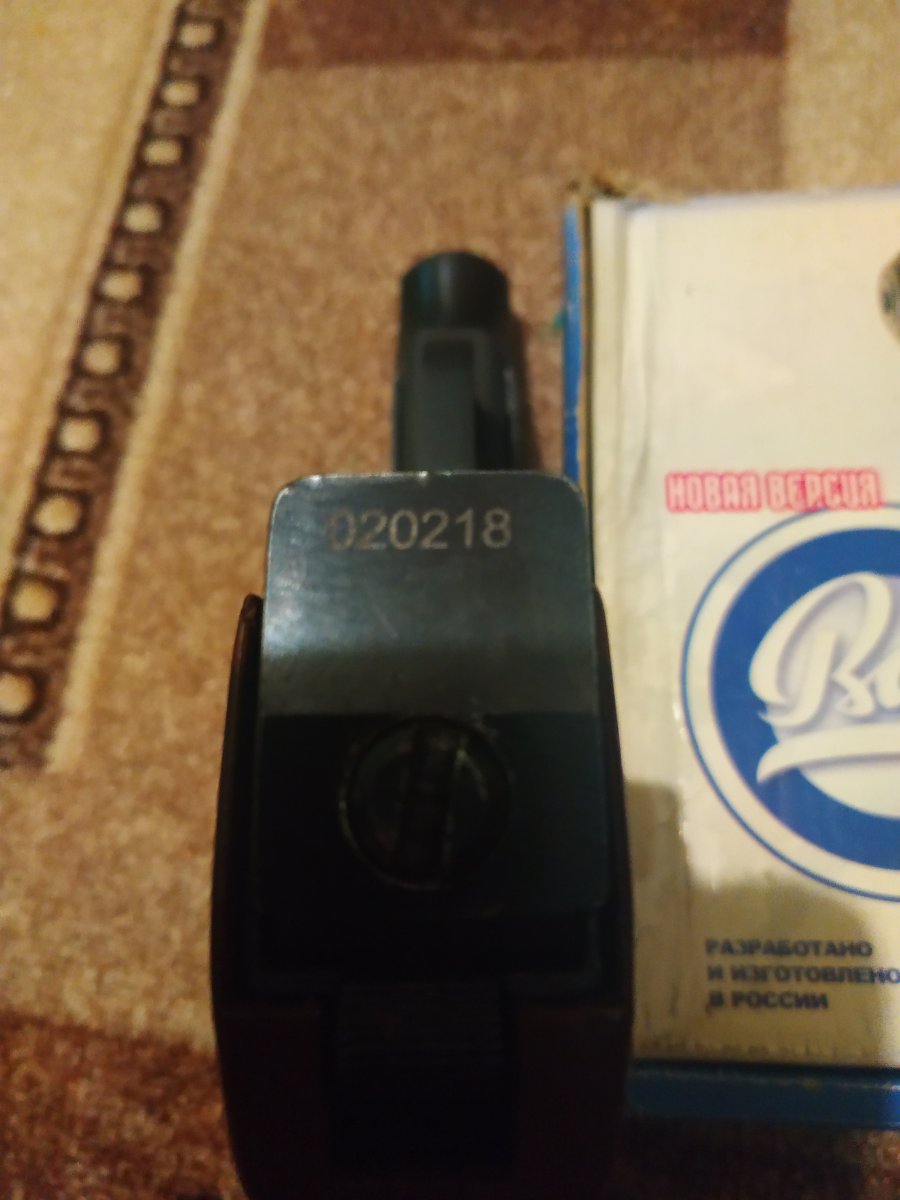 020218
НОВАЯ ВЕРСИЯ
РАЗРАБОТАНО
И ИЗГОТОВЛЕНО
В РОССИИ